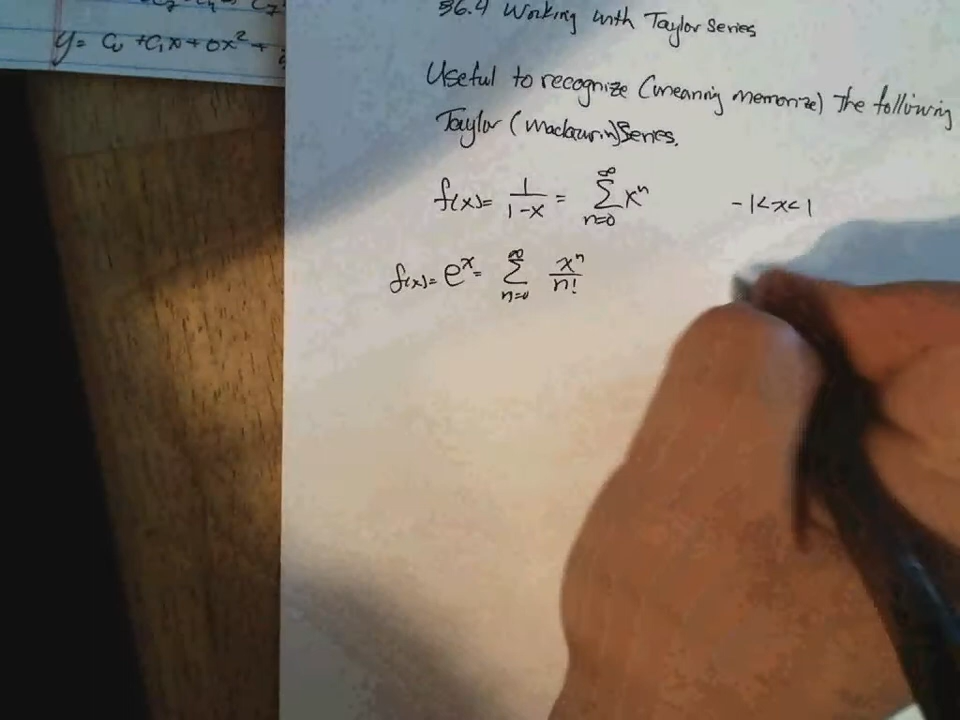 y= C₀ +C₁x+0x²+
§6.4 Working with Taylor Series
Useful to recognize (meaning memorize) The following
Taylor (Maclaurin) Series.
f(x)= 1/(1-x) = ∑_{n=0}^{∞} xⁿ -1<x<1
f(x)= eˣ= ∑_{n=0}^{∞} xⁿ/n!